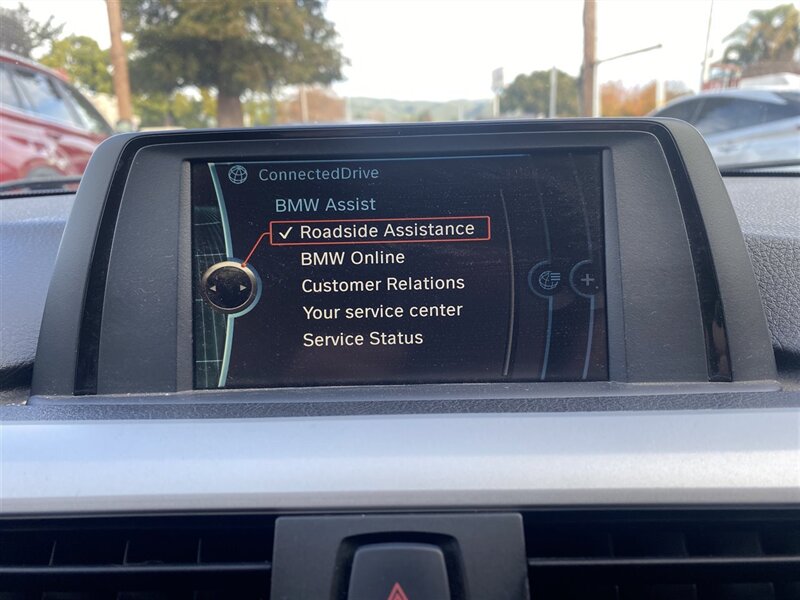 ConnectedDrive
BMW Assist
✓ Roadside Assistance
BMW Online
Customer Relations
Your service center
Service Status